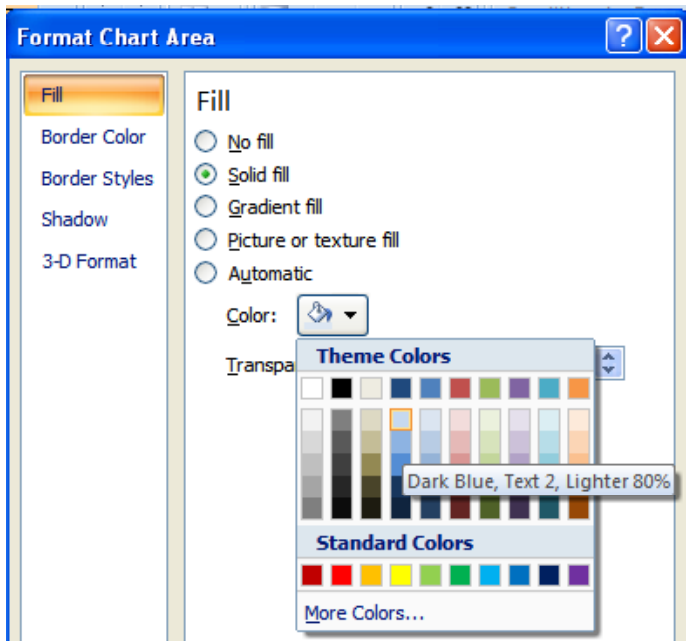 Format Chart Area
Fill
Border Color
Border Styles
Shadow
3-D Format
Fill
No fill
Solid fill
Gradient fill
Picture or texture fill
Automatic
Color:
Transpa
Theme Colors
Dark Blue, Text 2, Lighter 80%
Standard Colors
More Colors...